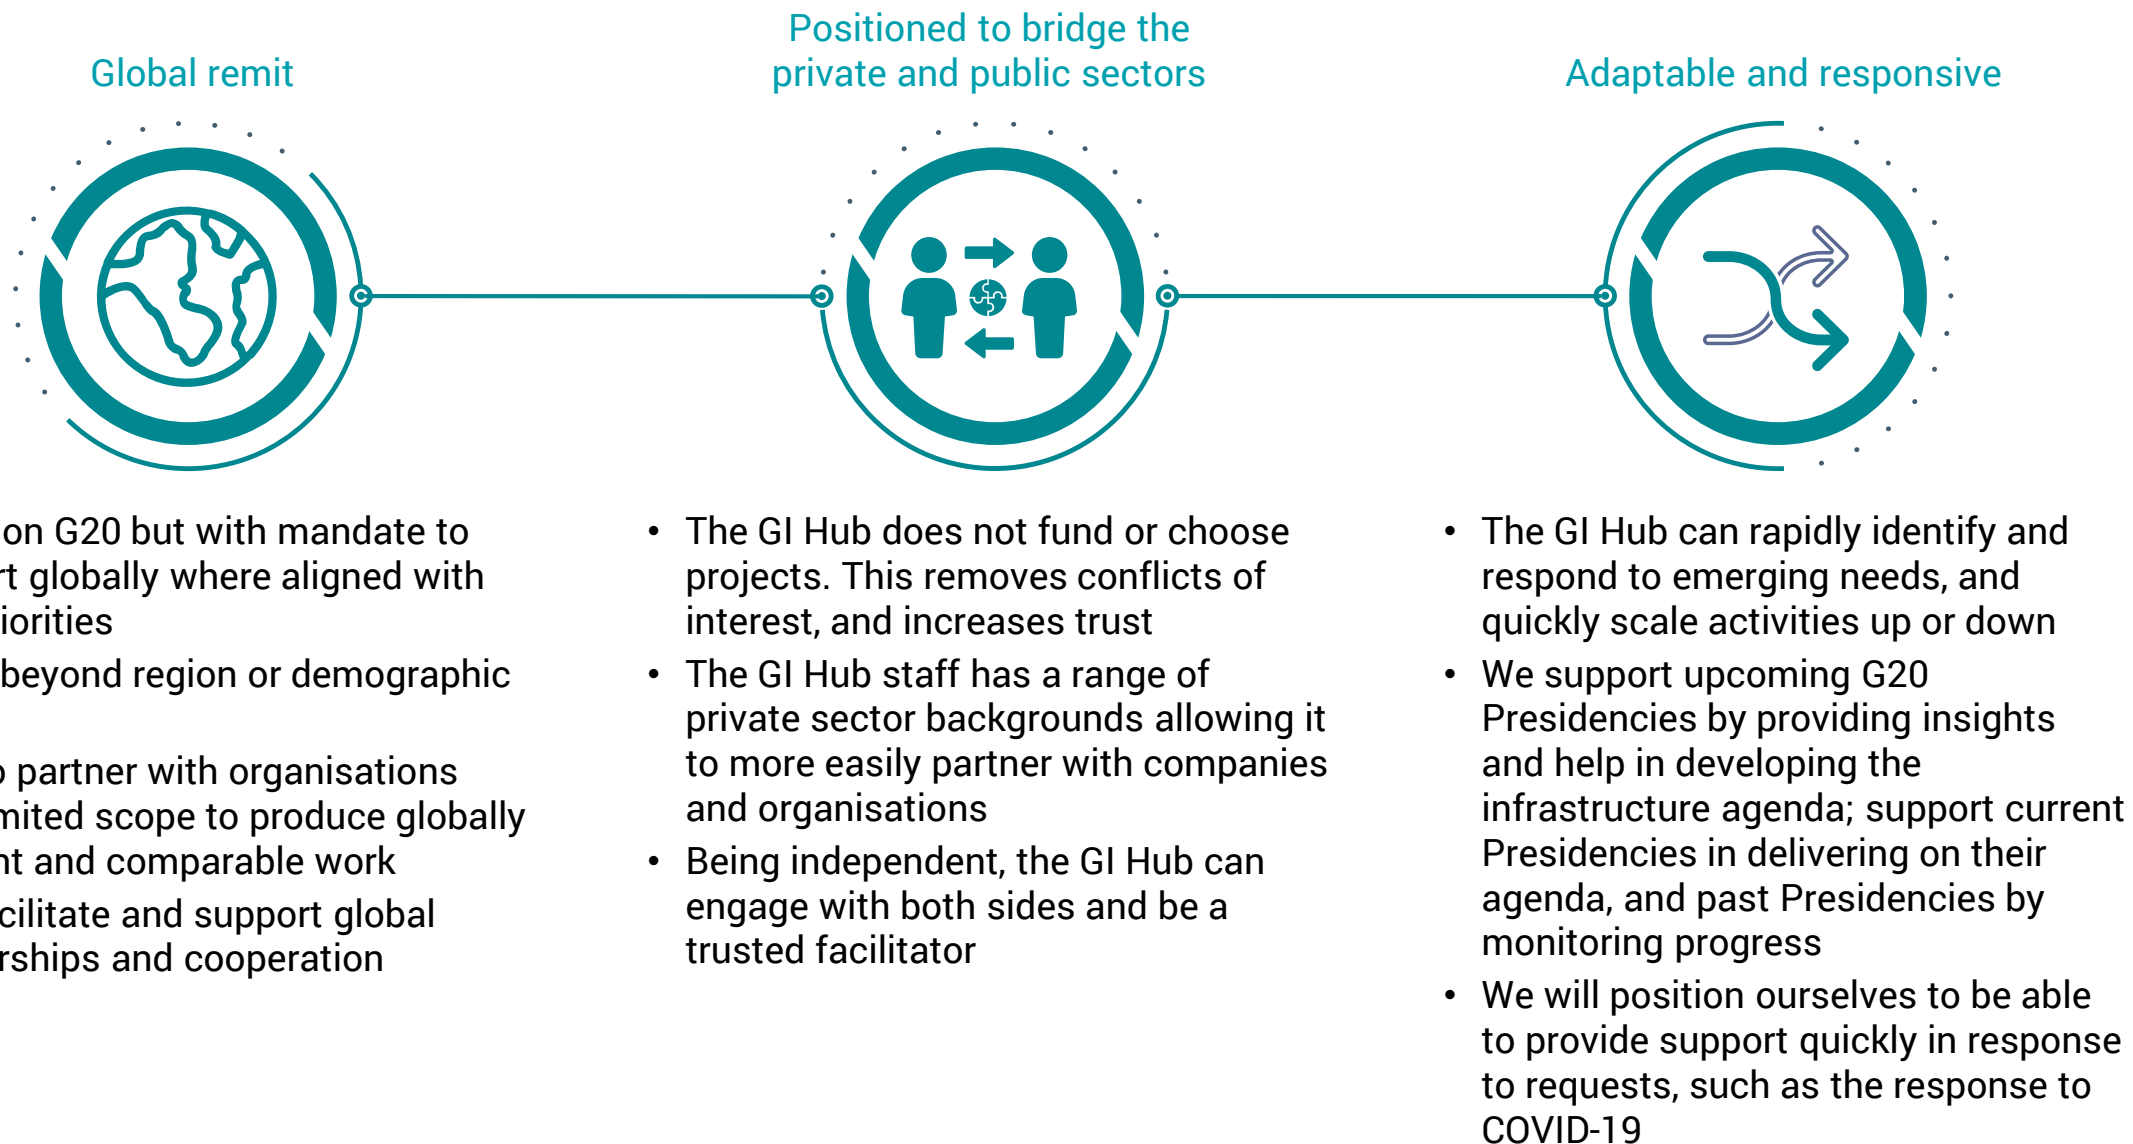 Global remit
on G20 but with mandate to
globally where aligned with
beyond region or demographic
partner with organisations
scope to produce globally
and comparable work
and support global
and cooperation
Positioned to bridge the
private and public sectors
• The GI Hub does not fund or choose
projects. This removes conflicts of
interest, and increases trust
• The GI Hub staff has a range of
private sector backgrounds allowing it
to more easily partner with companies
and organisations
• Being independent, the GI Hub can
engage with both sides and be a
trusted facilitator
Adaptable and responsive
• The GI Hub can rapidly identify and
respond to emerging needs, and
quickly scale activities up or down
• We support upcoming G20
Presidencies by providing insights
and help in developing the
infrastructure agenda; support current
Presidencies in delivering on their
agenda, and past Presidencies by
monitoring progress
• We will position ourselves to be able
to provide support quickly in response
to requests, such as the response to
COVID-19